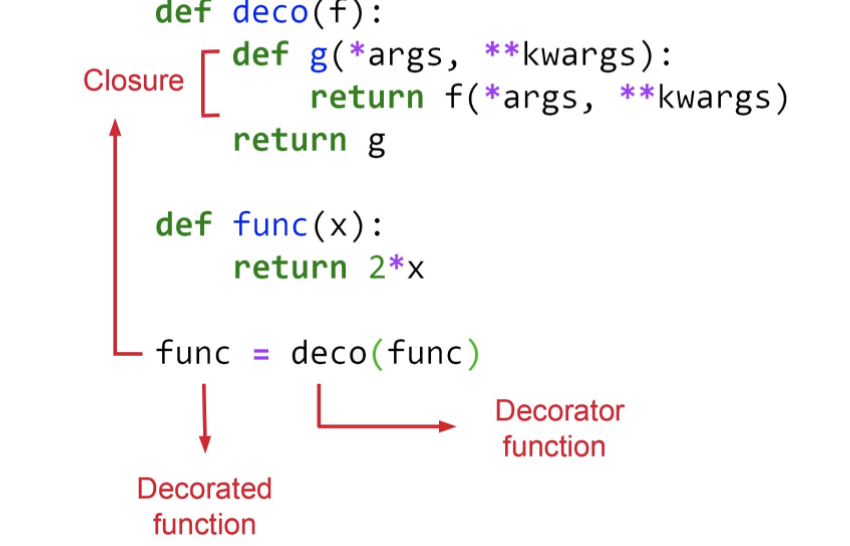 def deco(f):
Closure
def g(*args, **kwargs):
return f(*args, **kwargs)
return g
def func(x):
return 2*x
func = deco(func)
Decorator
function
Decorated
function